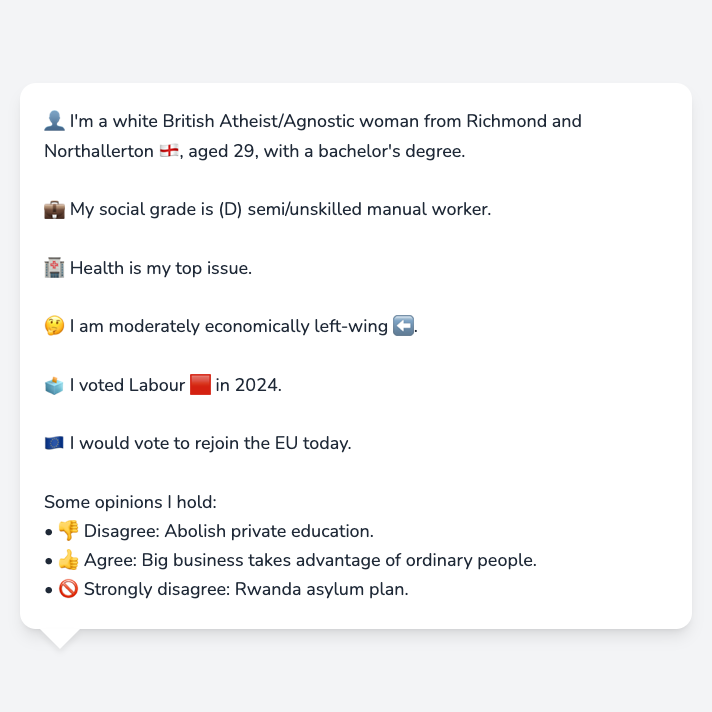 👤 I'm a white British Atheist/Agnostic woman from Richmond and
Northallerton 🏴󠁧󠁢󠁥󠁮󠁧󠁿, aged 29, with a bachelor's degree.
💼 My social grade is (D) semi/unskilled manual worker.
🏥 Health is my top issue.
🤔 I am moderately economically left-wing ⬅️.
🗳️ I voted Labour 🟥 in 2024.
🇪🇺 I would vote to rejoin the EU today.
Some opinions I hold:
• 👎 Disagree: Abolish private education.
• 👍 Agree: Big business takes advantage of ordinary people.
• 🚫 Strongly disagree: Rwanda asylum plan.